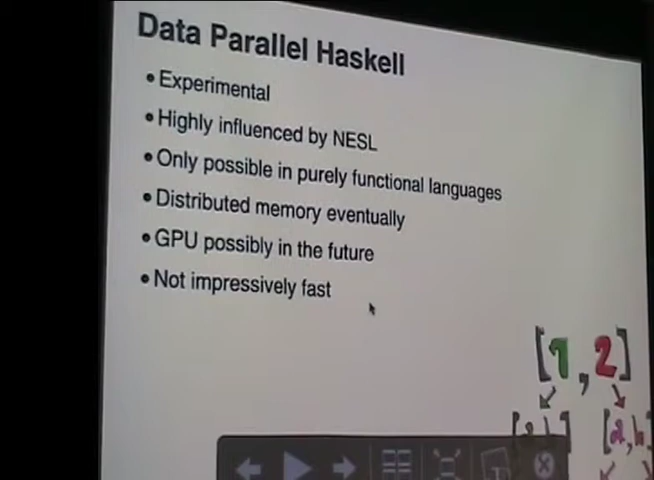 Data Parallel Haskell
• Experimental
• Highly influenced by NESL
• Only possible in purely functional languages
• Distributed memory eventually
• GPU possibly in the future
• Not impressively fast
[1, 2]